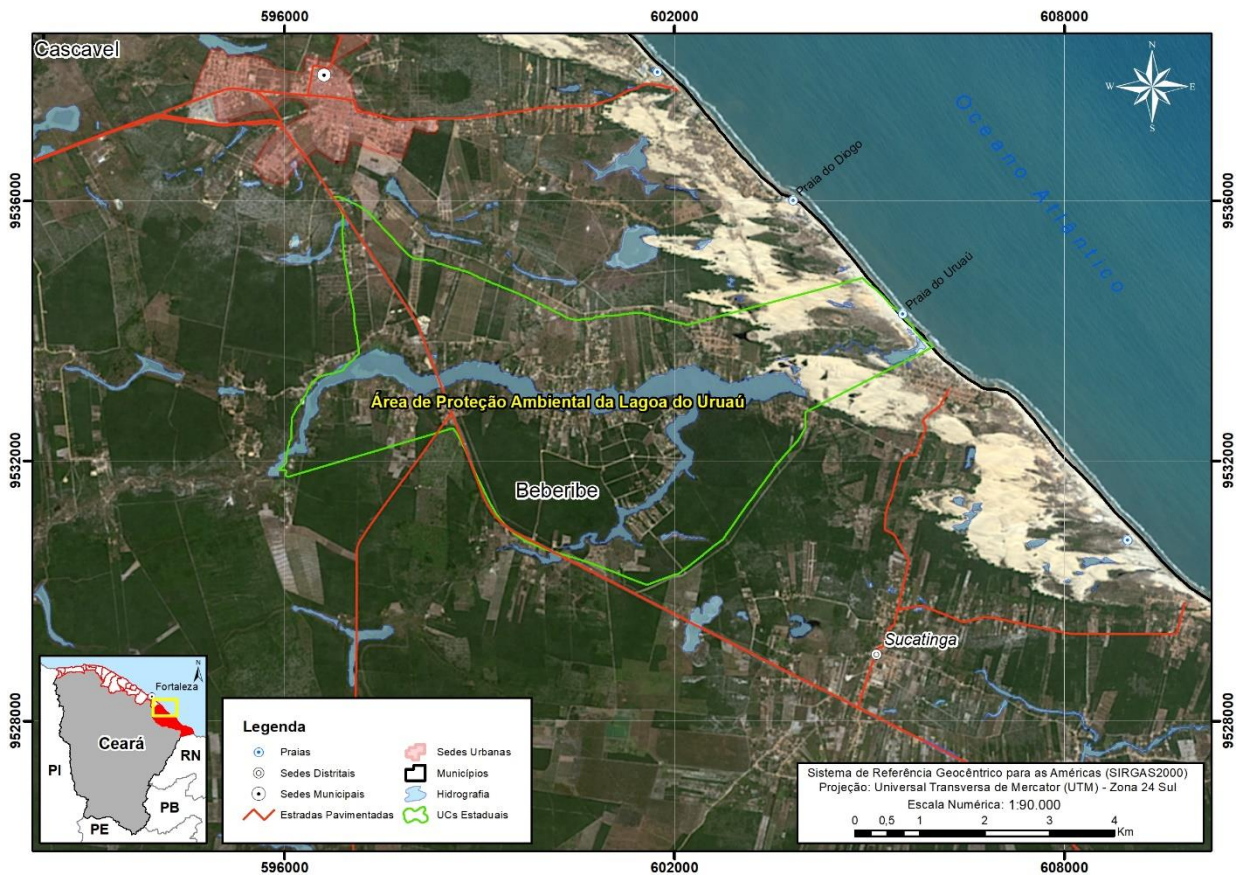 596000
602000
608000
Cascavel
N
W
E
S
Oceano Atlântico
Praia do Diogo
9536000
9536000
Praia do Uruaú
Área de Proteção Ambiental da Lagoa do Uruaú
9532000
9532000
Beberibe
Sucatinga
9528000
9528000
N
Fortaleza
Ceará
PI
RN
PB
PE
Legenda
Praias
Sedes Distritais
Sedes Municipais
Estradas Pavimentadas
Sedes Urbanas
Municípios
Hidrografia
UCs Estaduais
Sistema de Referência Geocêntrico para as Américas (SIRGAS2000)
Projeção: Universal Transversa de Mercator (UTM) - Zona 24 Sul
Escala Numérica: 1:90.000
0 0,5 1 2 3 4
Km
596000
602000
608000